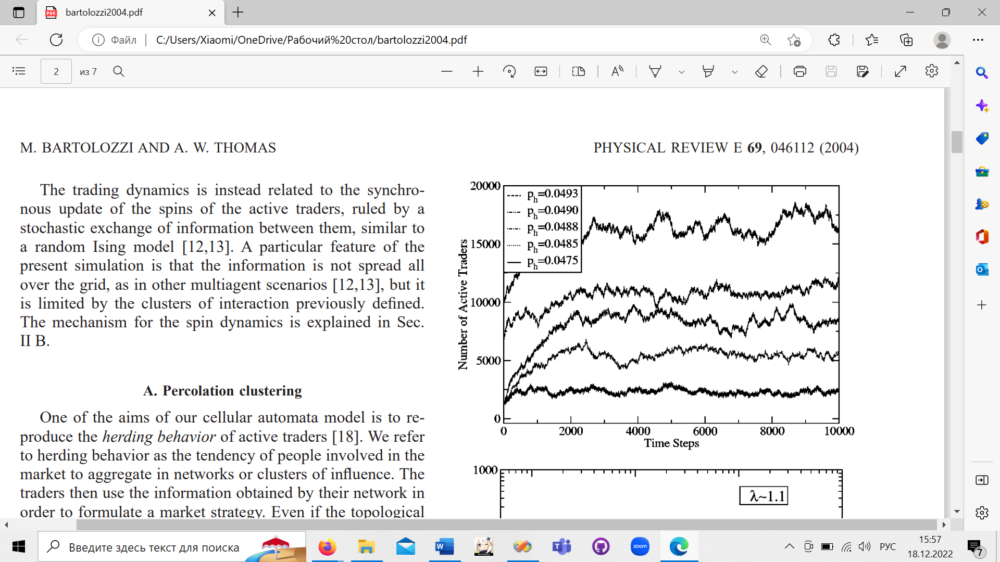 bartolozzi2004.pdf
Файл
C:/Users/Xiaomi/OneDrive/Рабочий%20стол/bartolozzi2004.pdf
2 из 7
M. BARTOLOZZI AND A. W. THOMAS
PHYSICAL REVIEW E 69, 046112 (2004)
The trading dynamics is instead related to the synchro-
nous update of the spins of the active traders, ruled by a
stochastic exchange of information between them, similar to
a random Ising model [12,13]. A particular feature of the
present simulation is that the information is not spread all
over the grid, as in other multiagent scenarios [12,13], but it
is limited by the clusters of interaction previously defined.
The mechanism for the spin dynamics is explained in Sec.
II B.
A. Percolation clustering
One of the aims of our cellular automata model is to re-
produce the herding behavior of active traders [18]. We refer
to herding behavior as the tendency of people involved in the
market to aggregate in networks or clusters of influence. The
traders then use the information obtained by their network in
order to formulate a market strategy. Even if the topological
20000
15000
10000
5000
0
Number of Active Traders
ph=0.0493
ph=0.0490
ph=0.0488
ph=0.0485
ph=0.0475
0 2000 4000 6000 8000 10000
Time Steps
1000
λ~1.1
Введите здесь текст для поиска
zoom
РУС
15:57
18.12.2022
7